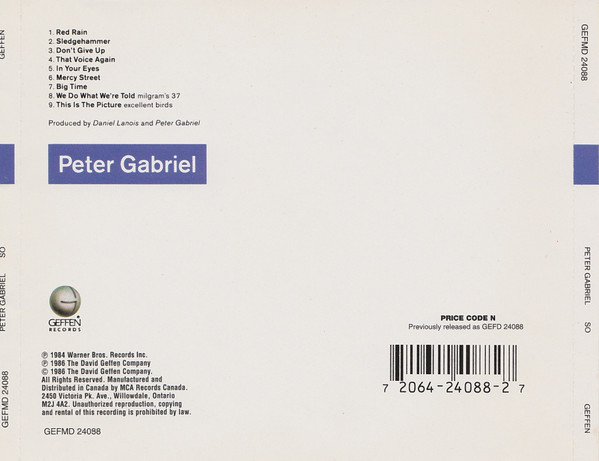 1. Red Rain
2. Sledgehammer
3. Don't Give Up
4. That Voice Again
5. In Your Eyes
6. Mercy Street
7. Big Time
8. We Do What We're Told milgram's 37
9. This Is The Picture excellent birds
Produced by Daniel Lanois and Peter Gabriel
Peter Gabriel
GEFFEN
RECORDS
℗ 1984 Warner Bros. Records Inc.
℗ 1986 The David Geffen Company
© 1986 The David Geffen Company.
All Rights Reserved. Manufactured and
Distributed in Canada by MCA Records Canada.
2450 Victoria Pk. Ave., Willowdale, Ontario
M2J 4A2. Unauthorized reproduction, copying
and rental of this recording is prohibited by law.
GEFMD 24088
PRICE CODE N
Previously released as GEFD 24088
7 2064-24088-2 7
GEFMD 24088
PETER GABRIEL SO
GEFFEN
GEFMD 24088
PETER GABRIEL SO
GEFFEN